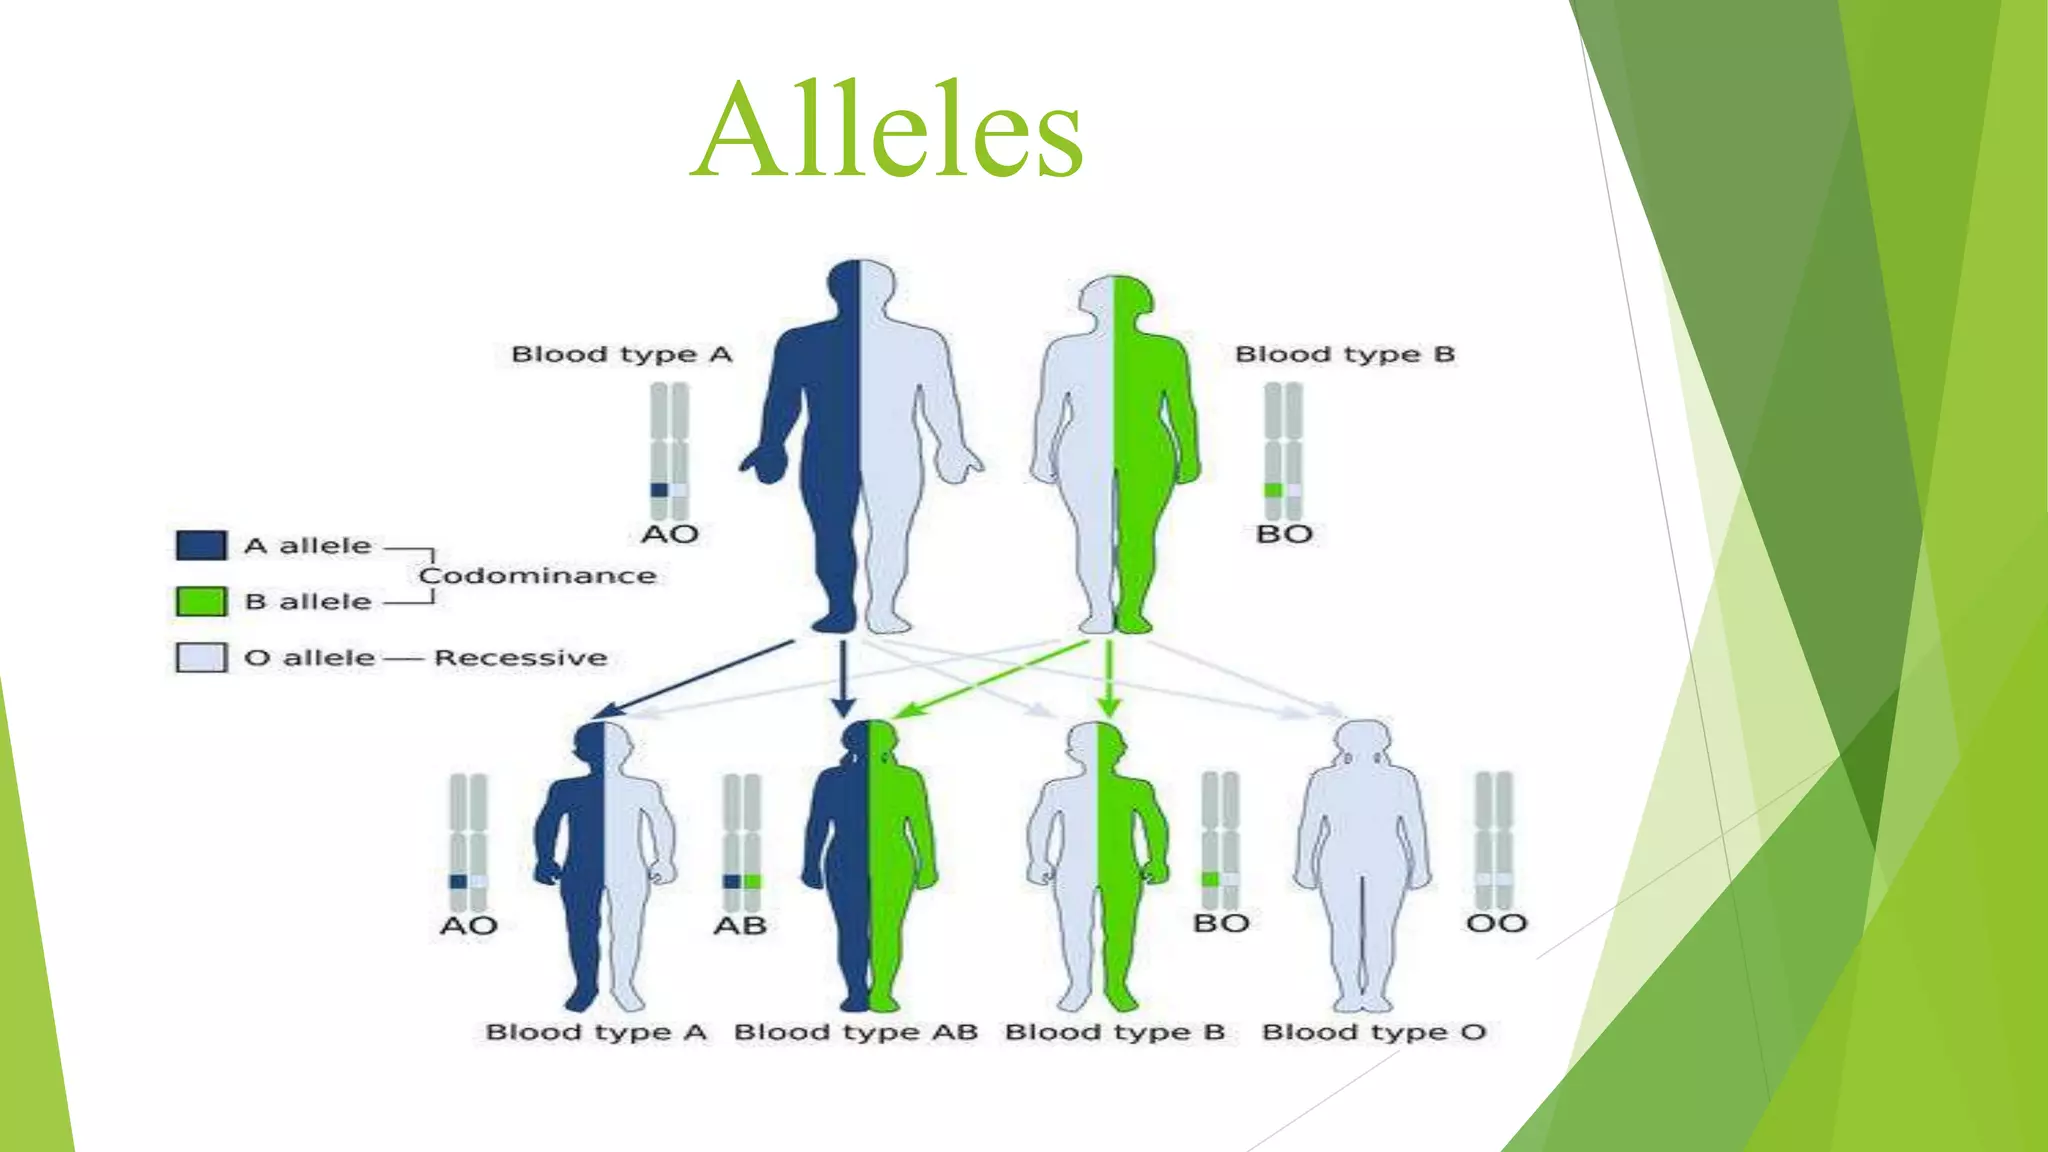 Alleles
Blood type A
Blood type B
AO
BO
A allele
Codominance
B allele
O allele
Recessive
AO
AB
BO
OO
Blood type A
Blood type AB
Blood type B
Blood type O